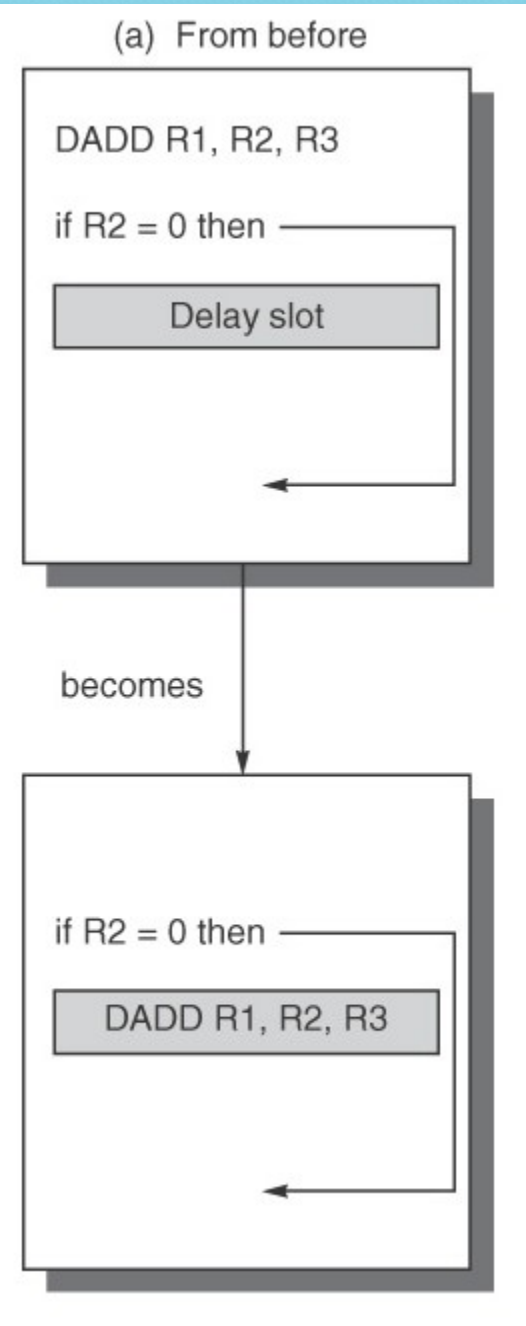 (a) From before
DADD R1, R2, R3
if R2 = 0 then
Delay slot
becomes
if R2 = 0 then
DADD R1, R2, R3